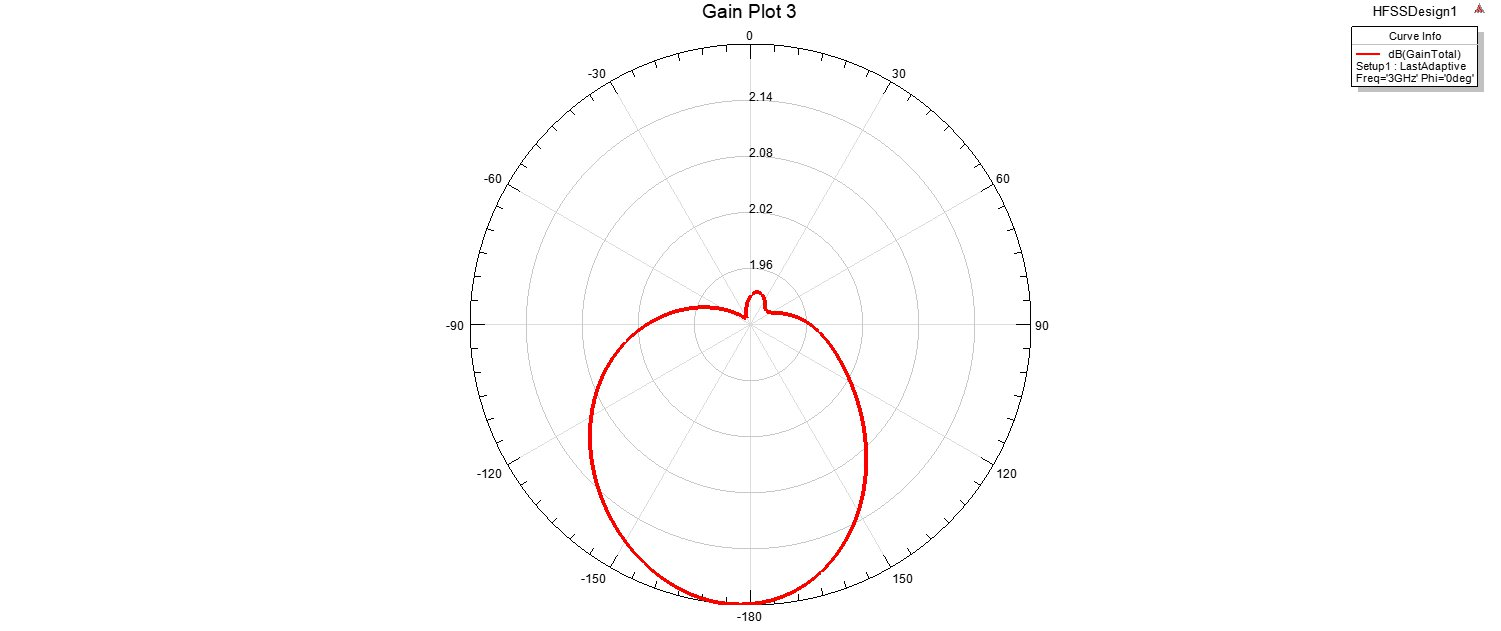 Gain Plot 3
HFSSDesign1
Curve Info
dB(GainTotal)
Setup1 : LastAdaptive
Freq='3GHz' Phi='0deg'
0
-30
30
2.14
2.08
-60
60
2.02
1.96
-90
90
-120
120
-150
150
-180